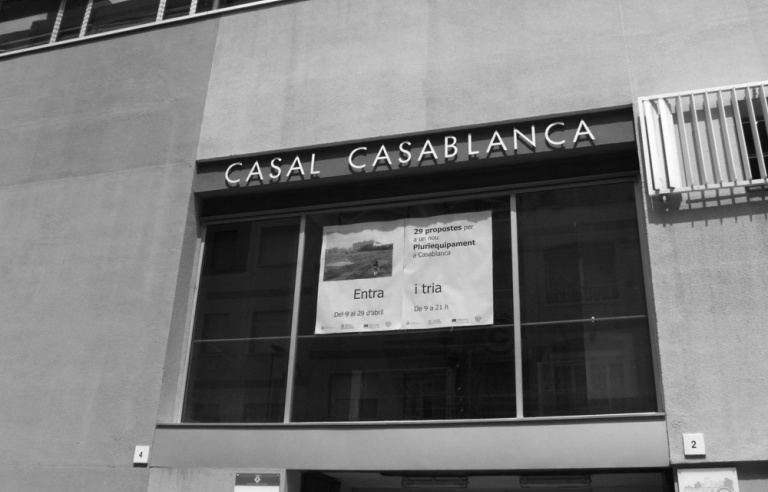 CASAL CASABLANCA
29 propostes per
a un nou
Pluriequipament
a Casablanca
Entra i tria
Del 9 al 29 d'abril
De 9 a 21 h
4
2